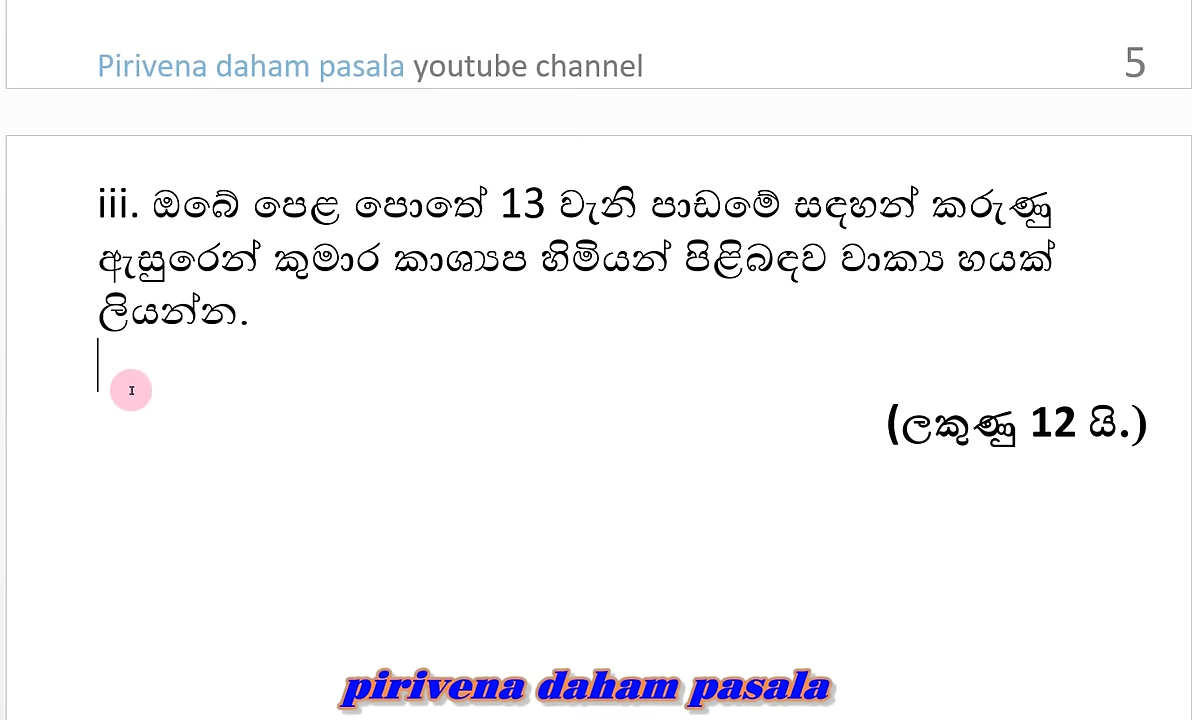 Pirivena daham pasala youtube channel 5
iii. ඔබේ පෙළ පොතේ 13 වැනි පාඩමේ සඳහන් කරුණු
ඇසුරෙන් කුමාර කාශ්‍යප හිමියන් පිළිබඳව වාක්‍ය හයක්
ලියන්න.
(ලකුණු 12 යි.)
pirivena daham pasala